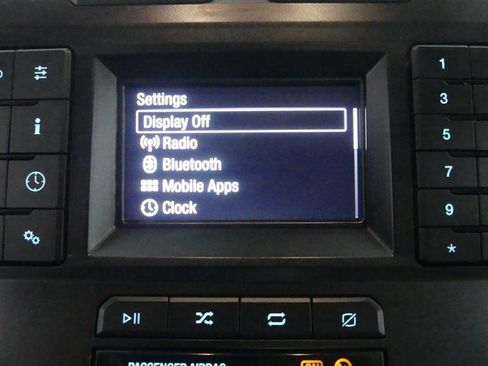 Settings
Display Off
Radio
Bluetooth
Mobile Apps
Clock
1
3
5
7
9
*
PASSENGER AIRBAG